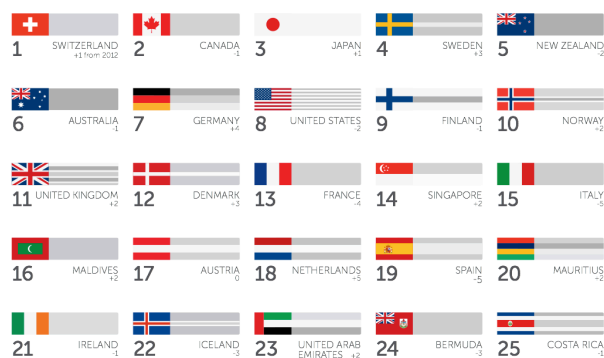 1 SWITZERLAND
+1 from 2012
2 CANADA
-1
3 JAPAN
+1
4 SWEDEN
+3
5 NEW ZEALAND
-2
6 AUSTRALIA
-1
7 GERMANY
+4
8 UNITED STATES
-2
9 FINLAND
-1
10 NORWAY
+2
11 UNITED KINGDOM
+2
12 DENMARK
+3
13 FRANCE
-4
14 SINGAPORE
+2
15 ITALY
-5
16 MALDIVES
+2
17 AUSTRIA
0
18 NETHERLANDS
+5
19 SPAIN
-5
20 MAURITIUS
+2
21 IRELAND
-1
22 ICELAND
-3
23 UNITED ARAB
EMIRATES +2
24 BERMUDA
-3
25 COSTA RICA